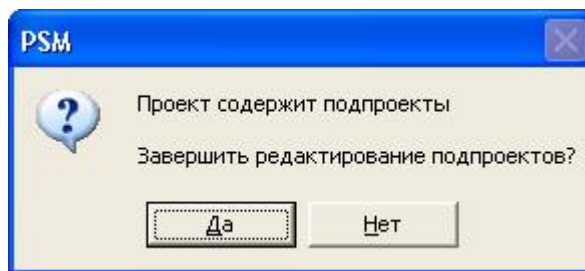 PSM
Проект содержит подпроекты
Завершить редактирование подпроектов?
Да
Нет